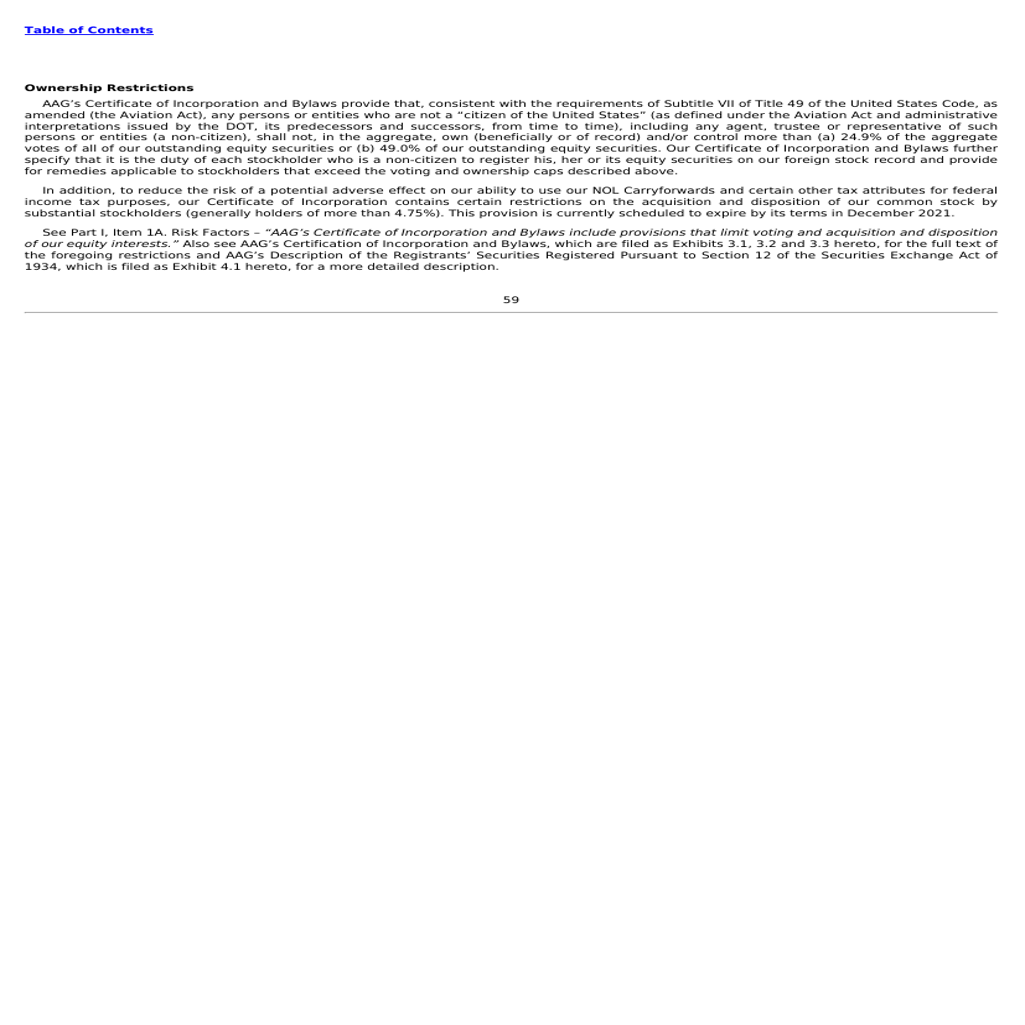 Table of Contents
Ownership Restrictions
AAG’s Certificate of Incorporation and Bylaws provide that, consistent with the requirements of Subtitle VII of Title 49 of the United States Code, as
amended (the Aviation Act), any persons or entities who are not a “citizen of the United States” (as defined under the Aviation Act and administrative
interpretations issued by the DOT, its predecessors and successors, from time to time), including any agent, trustee or representative of such
persons or entities (a non-citizen), shall not, in the aggregate, own (beneficially or of record) and/or control more than (a) 24.9% of the aggregate
votes of all of our outstanding equity securities or (b) 49.0% of our outstanding equity securities. Our Certificate of Incorporation and Bylaws further
specify that it is the duty of each stockholder who is a non-citizen to register his, her or its equity securities on our foreign stock record and provide
for remedies applicable to stockholders that exceed the voting and ownership caps described above.
In addition, to reduce the risk of a potential adverse effect on our ability to use our NOL Carryforwards and certain other tax attributes for federal
income tax purposes, our Certificate of Incorporation contains certain restrictions on the acquisition and disposition of our common stock by
substantial stockholders (generally holders of more than 4.75%). This provision is currently scheduled to expire by its terms in December 2021.
See Part I, Item 1A. Risk Factors – “AAG’s Certificate of Incorporation and Bylaws include provisions that limit voting and acquisition and disposition
of our equity interests.” Also see AAG’s Certification of Incorporation and Bylaws, which are filed as Exhibits 3.1, 3.2 and 3.3 hereto, for the full text of
the foregoing restrictions and AAG’s Description of the Registrants’ Securities Registered Pursuant to Section 12 of the Securities Exchange Act of
1934, which is filed as Exhibit 4.1 hereto, for a more detailed description.
59